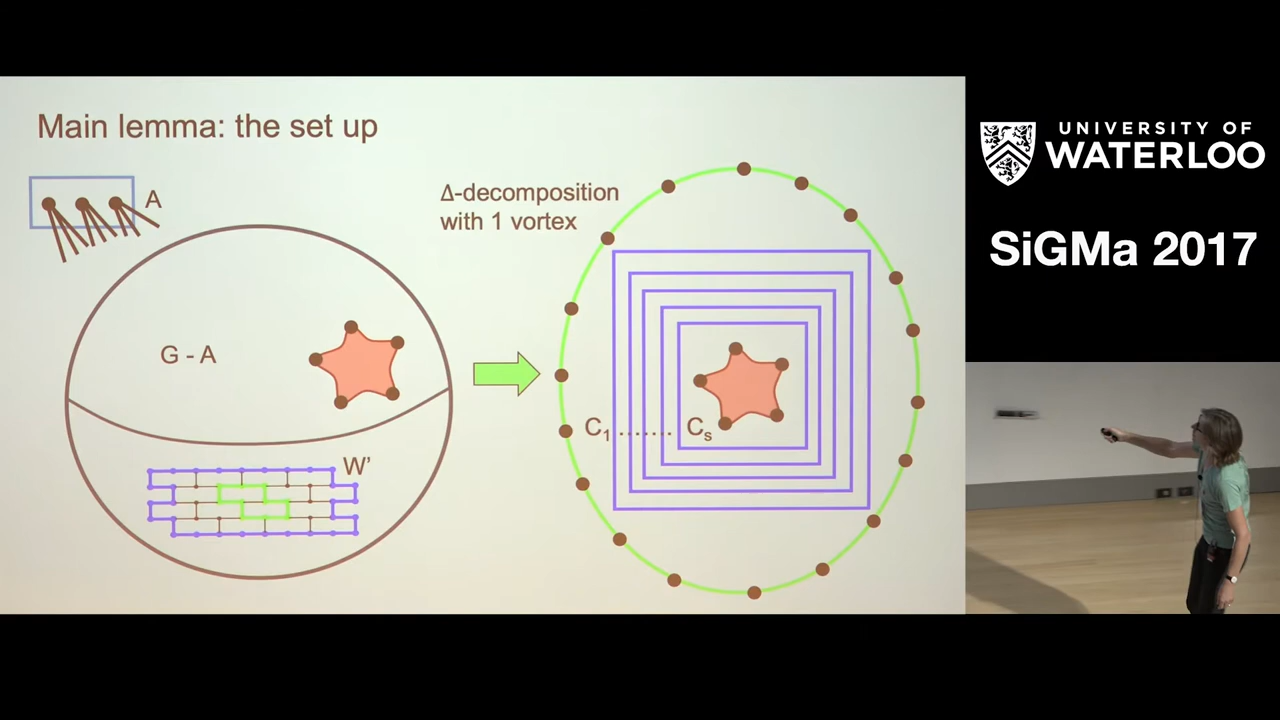 Main lemma: the set up
A
Δ-decomposition
with 1 vortex
G - A
C1 ....... Cs
W'
UNIVERSITY OF
WATERLOO
SiGMa 2017